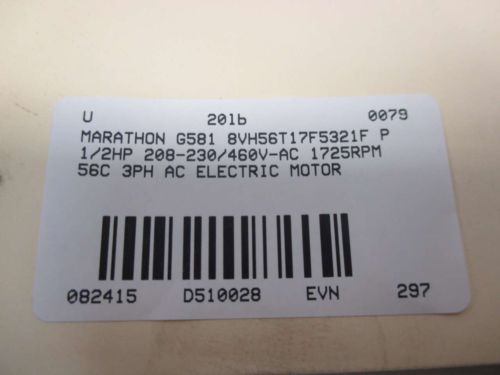 U 20lb 0079
MARATHON G581 8VH56T17F5321F P
1/2HP 208-230/460V-AC 1725RPM
56C 3PH AC ELECTRIC MOTOR
082415 D510028 EVN 297